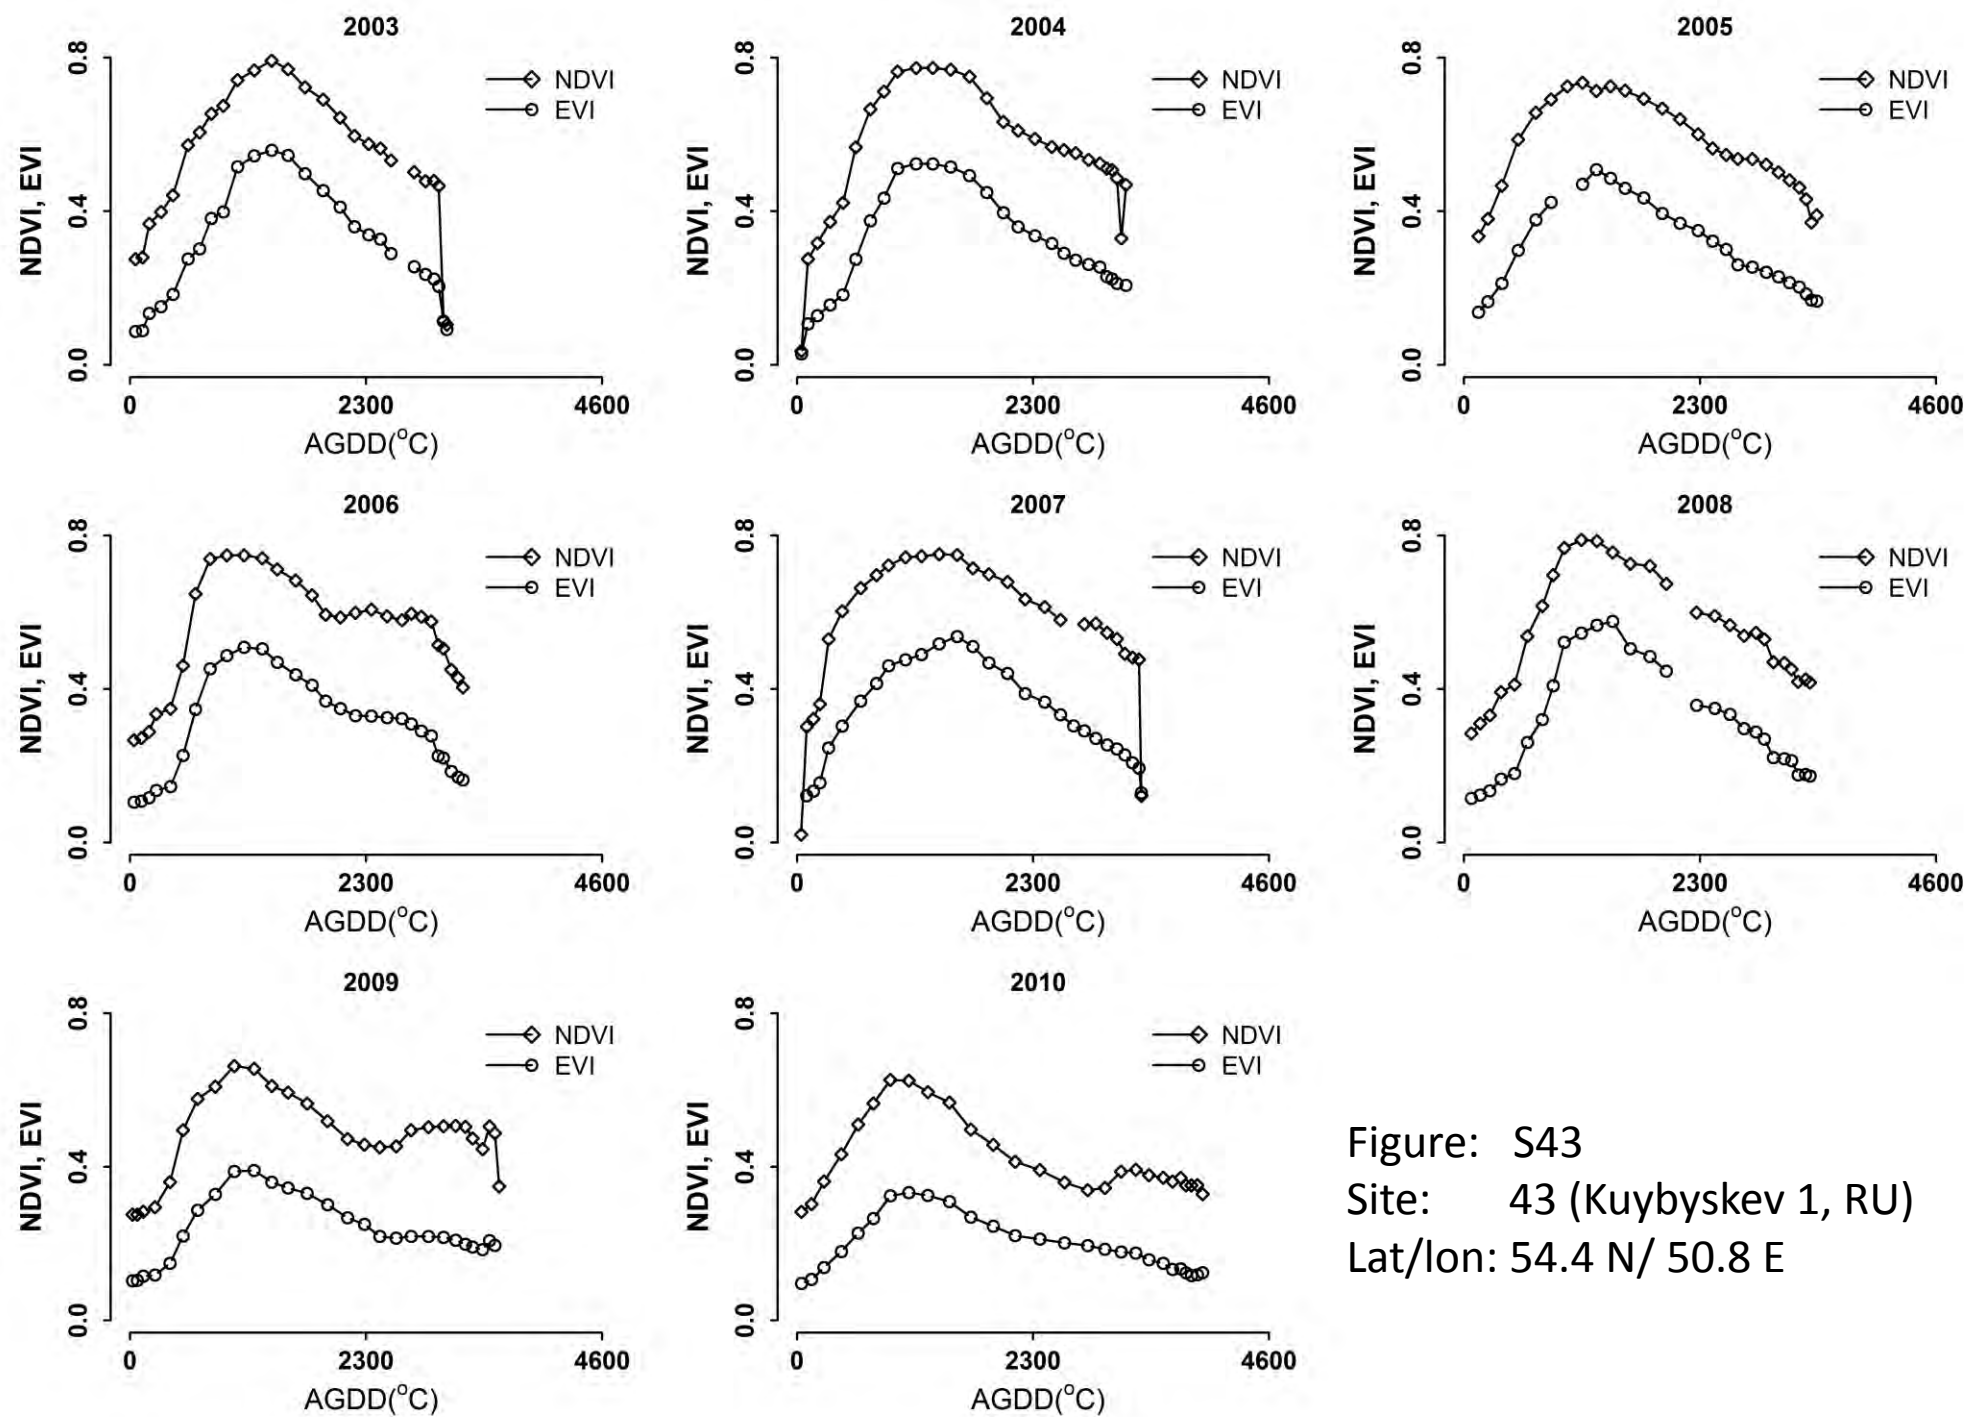 2003
0.8
0.4
0.0
NDVI, EVI
NDVI
EVI
0 2300 4600
AGDD(°C)
2004
0.8
0.4
0.0
NDVI, EVI
NDVI
EVI
0 2300 4600
AGDD(°C)
2005
0.8
0.4
0.0
NDVI, EVI
NDVI
EVI
0 2300 4600
AGDD(°C)
2006
0.8
0.4
0.0
NDVI, EVI
NDVI
EVI
0 2300 4600
AGDD(°C)
2007
0.8
0.4
0.0
NDVI, EVI
NDVI
EVI
0 2300 4600
AGDD(°C)
2008
0.8
0.4
0.0
NDVI, EVI
NDVI
EVI
0 2300 4600
AGDD(°C)
2009
0.8
0.4
0.0
NDVI, EVI
NDVI
EVI
0 2300 4600
AGDD(°C)
2010
0.8
0.4
0.0
NDVI, EVI
NDVI
EVI
0 2300 4600
AGDD(°C)
Figure: S43
Site: 43 (Kuybyskev 1, RU)
Lat/lon: 54.4 N/ 50.8 E